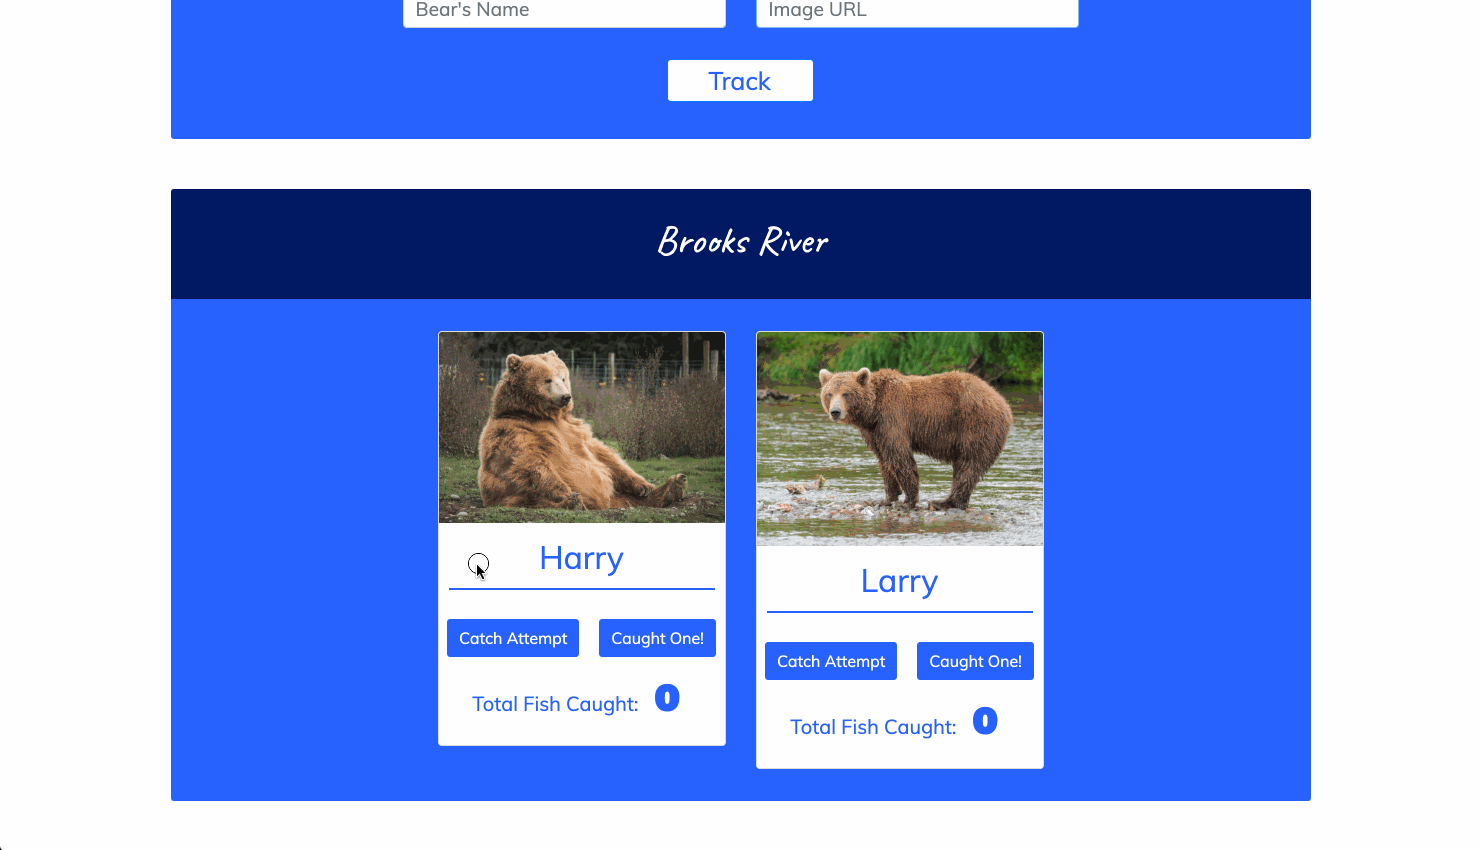 Bear's Name
Image URL
Track
Brooks River
Harry
Catch Attempt
Caught One!
Total Fish Caught: 0
Larry
Catch Attempt
Caught One!
Total Fish Caught: 0